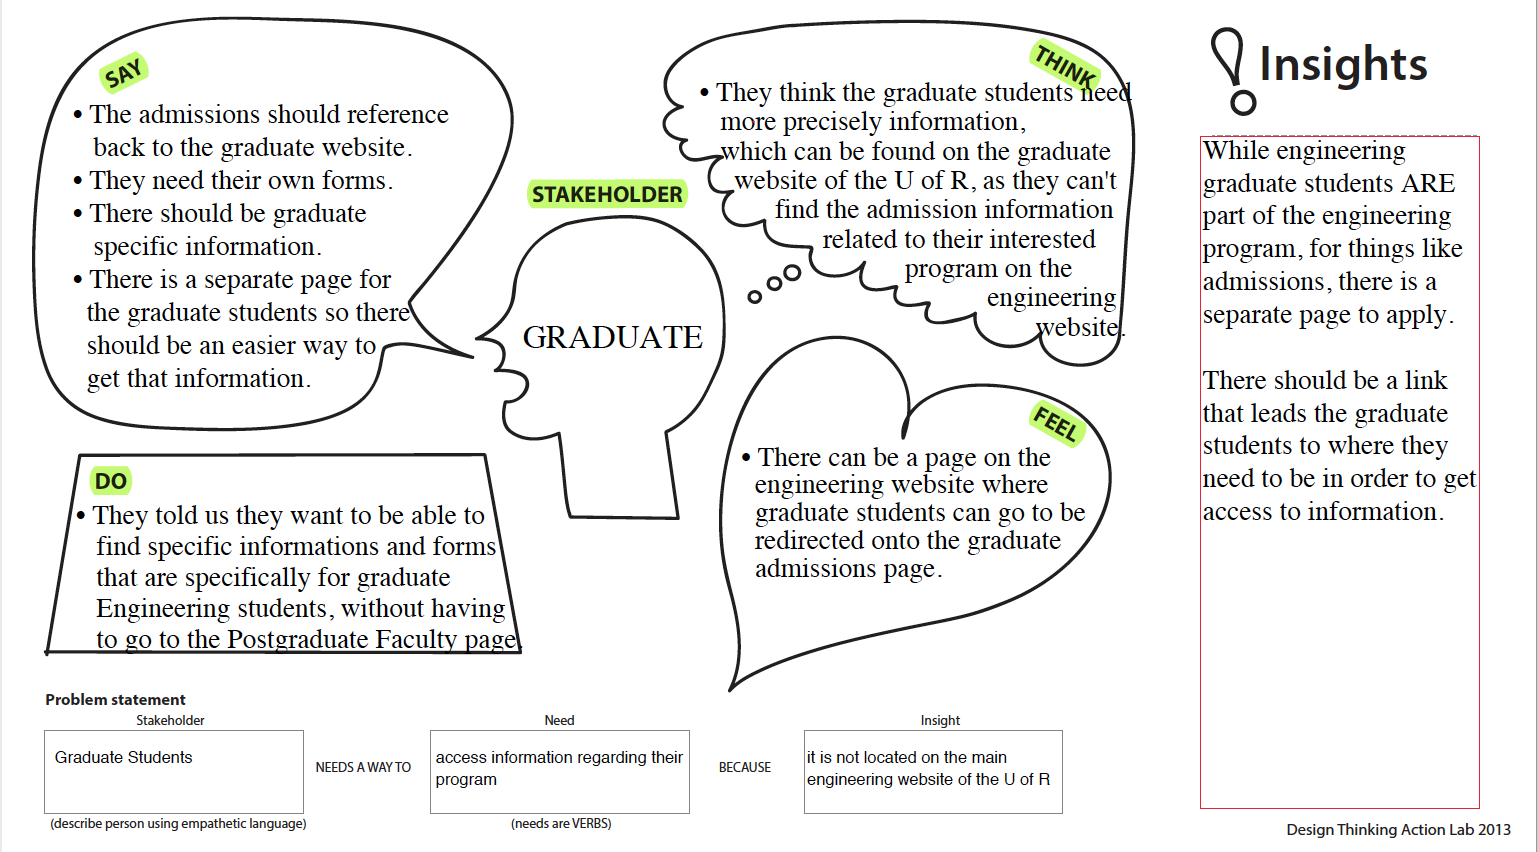 SAY
• The admissions should reference
back to the graduate website.
• They need their own forms.
• There should be graduate
specific information.
• There is a separate page for
the graduate students so there
should be an easier way to
get that information.
THINK
• They think the graduate students need
more precisely information,
which can be found on the graduate
website of the U of R, as they can't
find the admission information
related to their interested
program on the
engineering
website.
STAKEHOLDER
GRADUATE
DO
• They told us they want to be able to
find specific informations and forms
that are specifically for graduate
Engineering students, without having
to go to the Postgraduate Faculty page.
FEEL
• There can be a page on the
engineering website where
graduate students can go to be
redirected onto the graduate
admissions page.
Insights
While engineering
graduate students ARE
part of the engineering
program, for things like
admissions, there is a
separate page to apply.
There should be a link
that leads the graduate
students to where they
need to be in order to get
access to information.
Problem statement
Stakeholder
Graduate Students
(describe person using empathetic language)
NEEDS A WAY TO
Need
access information regarding their
program
(needs are VERBS)
BECAUSE
Insight
it is not located on the main
engineering website of the U of R
Design Thinking Action Lab 2013